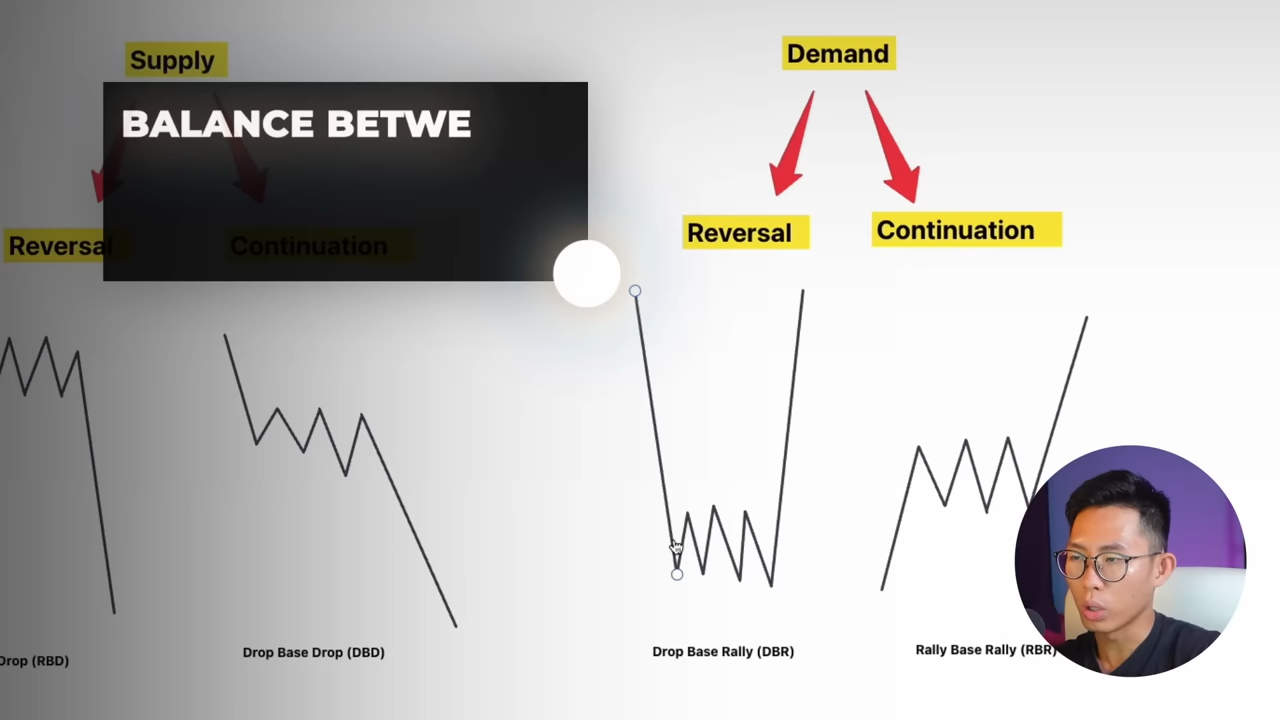 Supply
Demand
BALANCE BETWE
Reversal
Continuation
Reversal
Continuation
Drop (RBD)
Drop Base Drop (DBD)
Drop Base Rally (DBR)
Rally Base Rally (RBR)